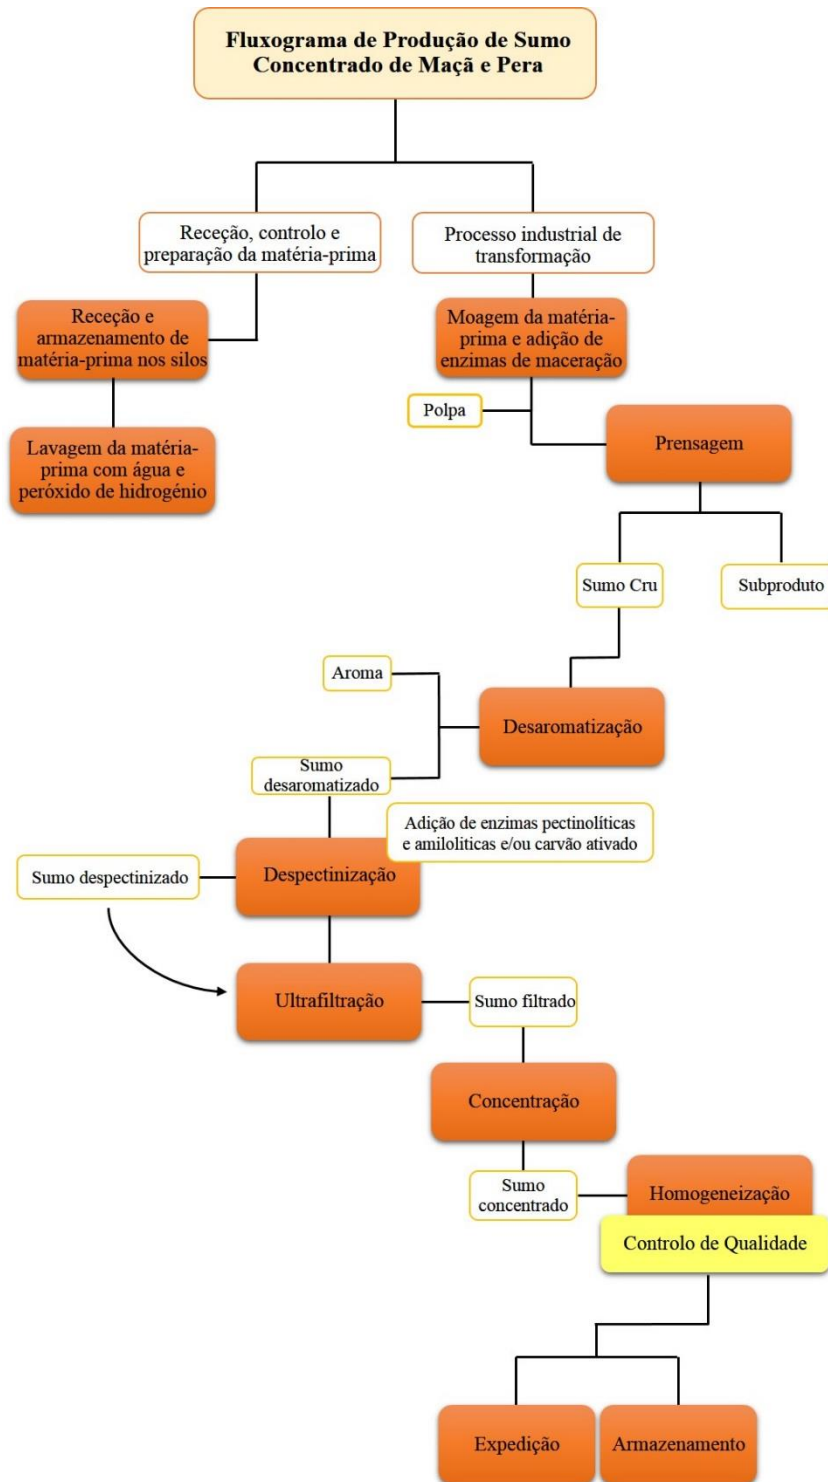 Fluxograma de Produção de Sumo
Concentrado de Maçã e Pera
Receção, controlo e
preparação da matéria-prima
Processo industrial de
transformação
Receção e
armazenamento de
matéria-prima nos silos
Moagem da matéria-
prima e adição de
enzimas de maceração
Polpa
Lavagem da matéria-
prima com água e
peróxido de hidrogénio
Prensagem
Sumo Cru
Subproduto
Aroma
Desaromatização
Sumo
desaromatizado
Adição de enzimas pectinolíticas
e amilolíticas e/ou carvão ativado
Sumo despectinizado
Despectinização
Ultrafiltração
Sumo filtrado
Concentração
Sumo
concentrado
Homogeneização
Controlo de Qualidade
Expedição
Armazenamento